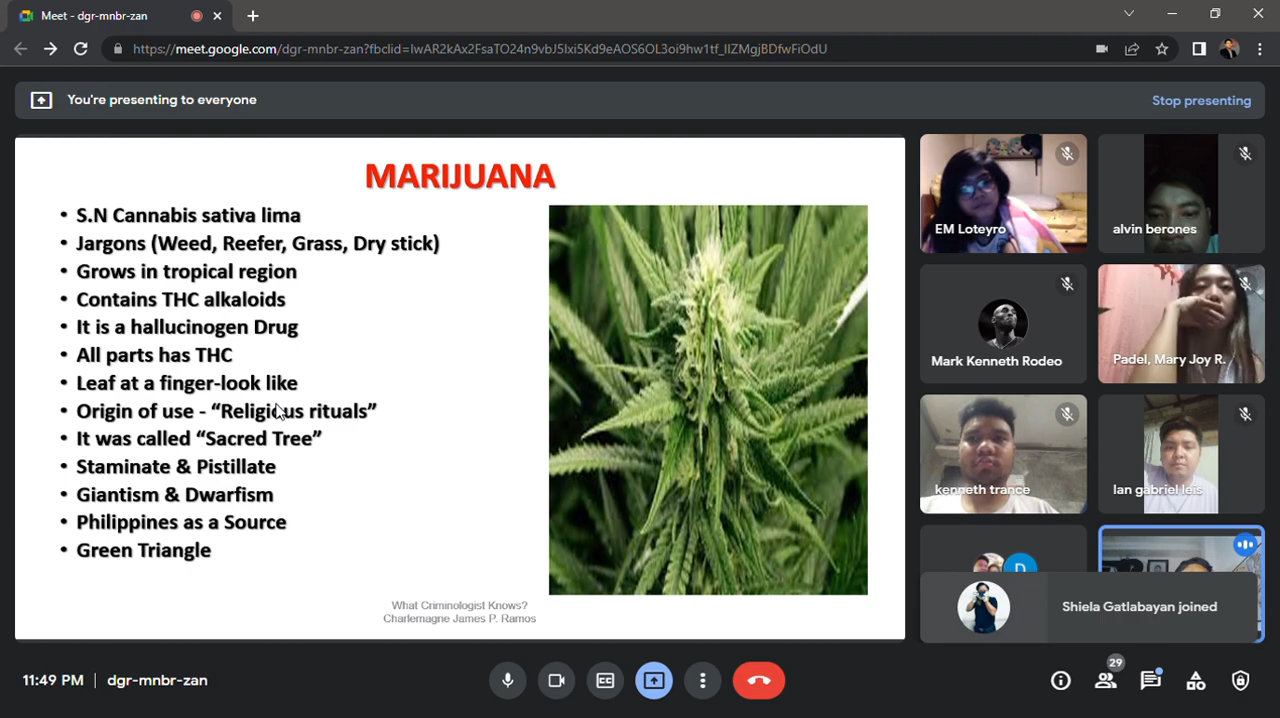 Meet - dgr-mnbr-zan
https://meet.google.com/dgr-mnbr-zan?fbclid=IwAR2kAx2FsaTO24n9vbJ5lxi5Kd9eAOS6OL3oi9hw1tf_lIZMgjBDfwFiOdU
You're presenting to everyone
Stop presenting
MARIJUANA
• S.N Cannabis sativa lima
• Jargons (Weed, Reefer, Grass, Dry stick)
• Grows in tropical region
• Contains THC alkaloids
• It is a hallucinogen Drug
• All parts has THC
• Leaf at a finger-look like
• Origin of use - “Religious rituals”
• It was called “Sacred Tree”
• Staminate & Pistillate
• Giantism & Dwarfism
• Philippines as a Source
• Green Triangle
What Criminologist Knows?
Charlemagne James P. Ramos
EM Loteyro
alvin berones
Mark Kenneth Rodeo
Padel, Mary Joy R.
kenneth trance
Ian gabriel leis
D
Shiela Gatlabayan joined
11:49 PM | dgr-mnbr-zan
29